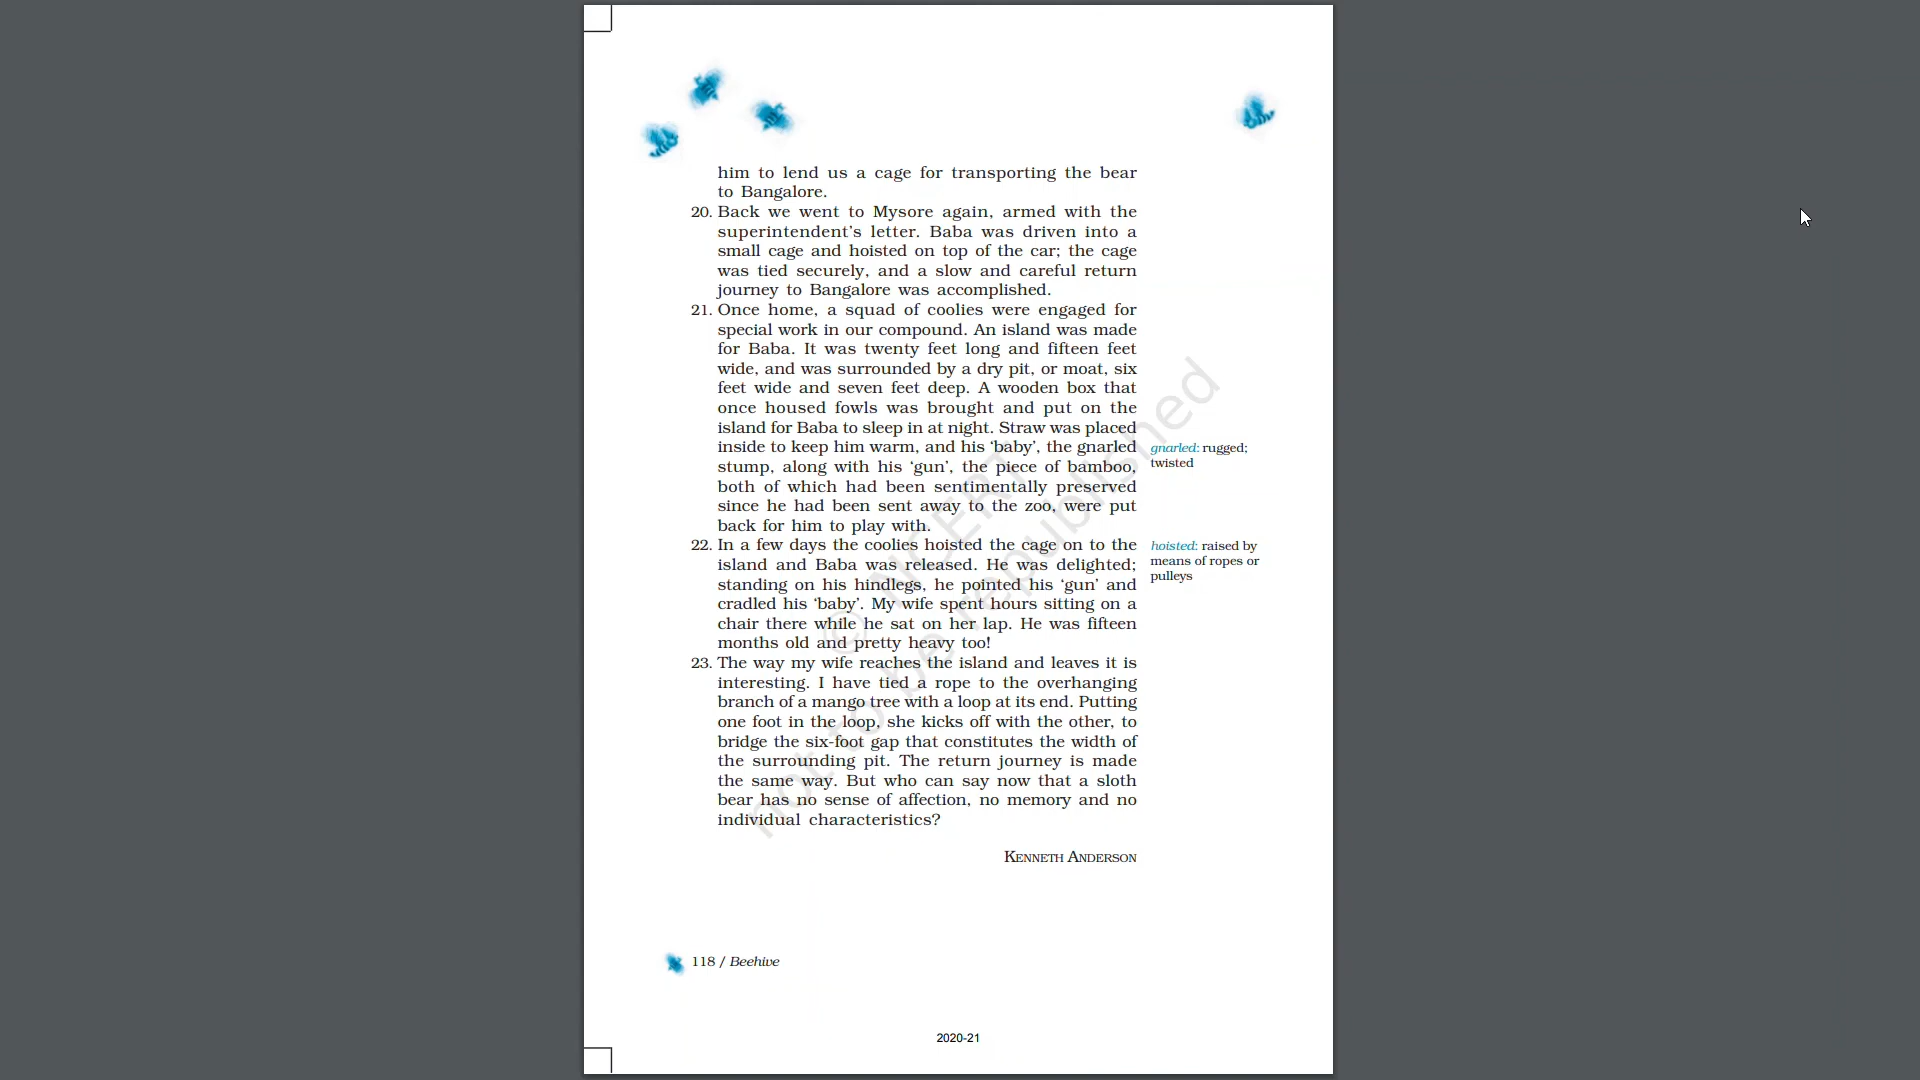 him to lend us a cage for transporting the bear
to Bangalore.
20. Back we went to Mysore again, armed with the
superintendent's letter. Baba was driven into a
small cage and hoisted on top of the car; the cage
was tied securely, and a slow and careful return
journey to Bangalore was accomplished.
21. Once home, a squad of coolies were engaged for
special work in our compound. An island was made
for Baba. It was twenty feet long and fifteen feet
wide, and was surrounded by a dry pit, or moat, six
feet wide and seven feet deep. A wooden box that
once housed fowls was brought and put on the
island for Baba to sleep in at night. Straw was placed
inside to keep him warm, and his ‘baby’, the gnarled
stump, along with his ‘gun’, the piece of bamboo,
both of which had been sentimentally preserved
since he had been sent away to the zoo, were put
back for him to play with.
gnarled: rugged;
twisted
22. In a few days the coolies hoisted the cage on to the
island and Baba was released. He was delighted;
standing on his hindlegs, he pointed his ‘gun’ and
cradled his ‘baby’. My wife spent hours sitting on a
chair there while he sat on her lap. He was fifteen
months old and pretty heavy too!
hoisted: raised by
means of ropes or
pulleys
23. The way my wife reaches the island and leaves it is
interesting. I have tied a rope to the overhanging
branch of a mango tree with a loop at its end. Putting
one foot in the loop, she kicks off with the other, to
bridge the six-foot gap that constitutes the width of
the surrounding pit. The return journey is made
the same way. But who can say now that a sloth
bear has no sense of affection, no memory and no
individual characteristics?
KENNETH ANDERSON
118 / Beehive
2020-21
© NCERT
not to be republished